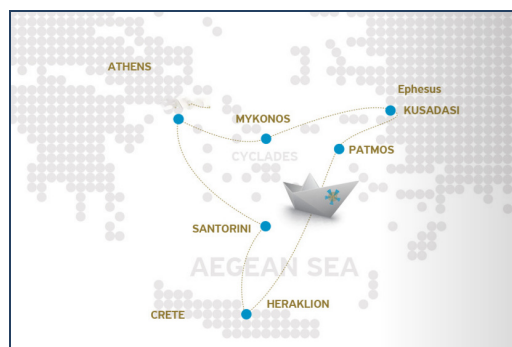 ATHENS
Ephesus
KUSADASI
MYKONOS
PATMOS
CYCLADES
SANTORINI
AEGEAN SEA
HERAKLION
CRETE